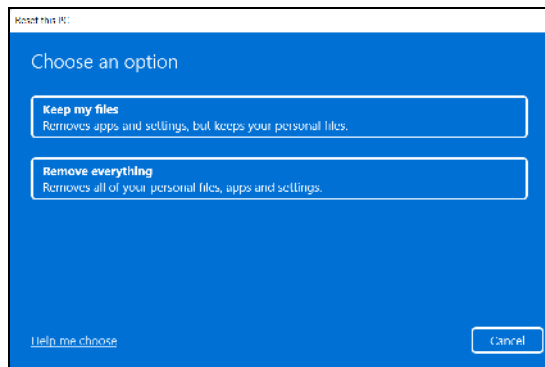 Reset this PC
Choose an option
Keep my files
Removes apps and settings, but keeps your personal files.
Remove everything
Removes all of your personal files, apps and settings.
Help me choose
Cancel